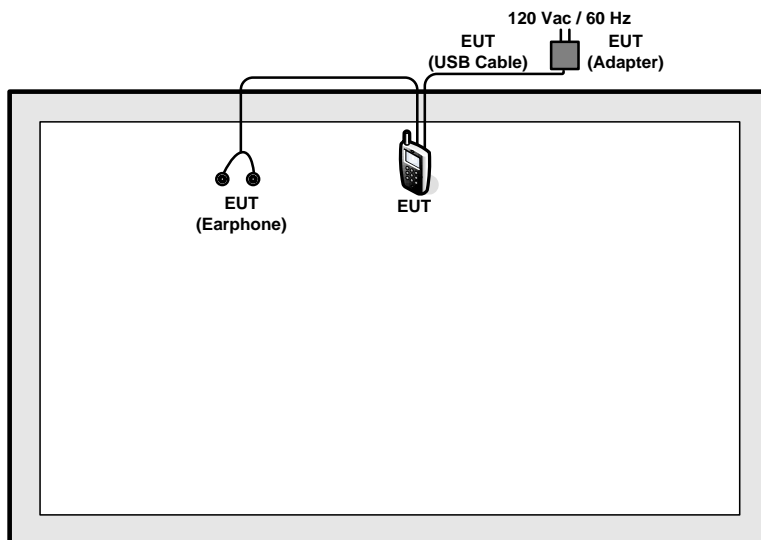 120 Vac / 60 Hz
EUT
(USB Cable)
EUT
(Adapter)
EUT
(Earphone)
EUT